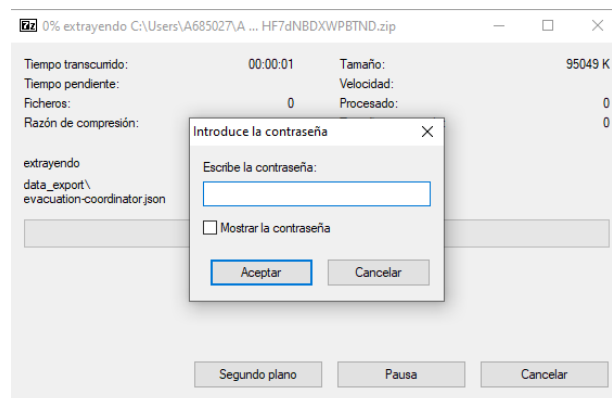 7z 0% extrayendo C:\Users\A685027\A ... HF7dNBDXWPBTND.zip
Tiempo transcurrido: 00:00:01 Tamaño: 95049 K
Tiempo pendiente: Velocidad:
Ficheros: 0 Procesado: 0
Razón de compresión: 0
Introduce la contraseña
extrayendo
Escribe la contraseña:
data_export\
evacuation-coordinator.json
Mostrar la contraseña
Aceptar Cancelar
Segundo plano Pausa Cancelar